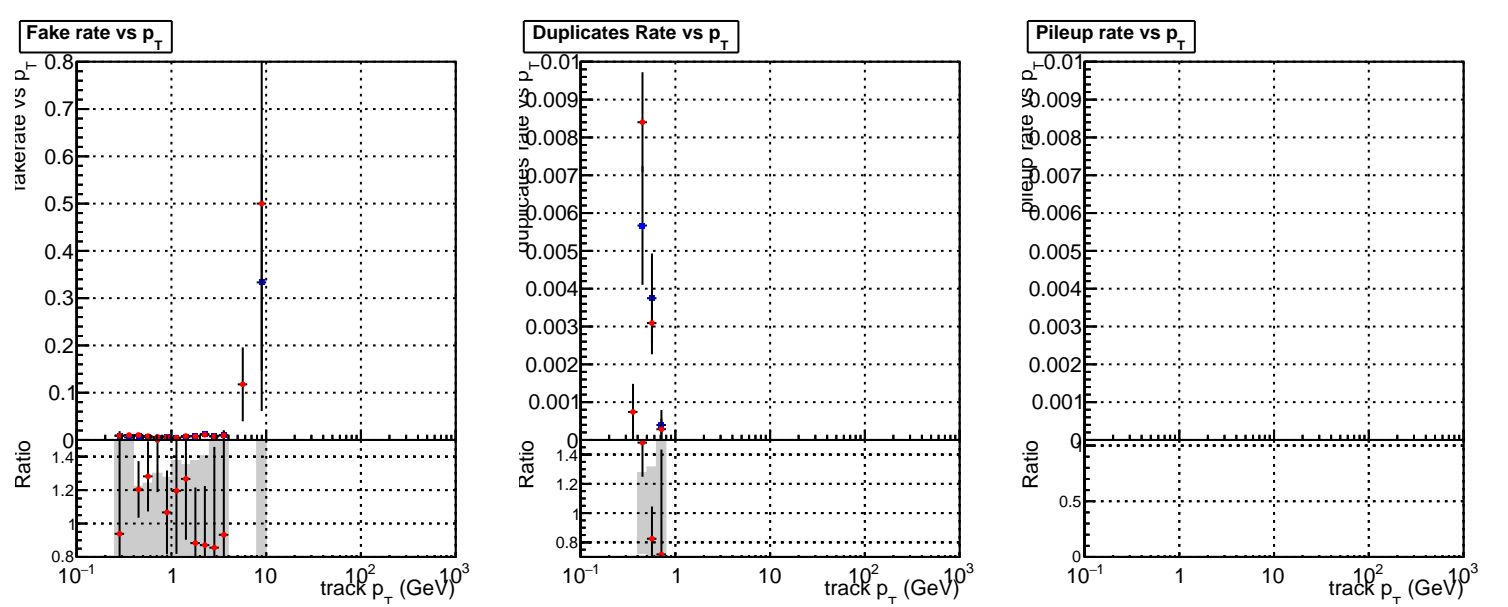 Fake rate vs p_T
fakerate vs p_T
0.8
0.7
0.6
0.5
0.4
0.3
0.2
0.1
0
Ratio
1.4
1.2
1
0.8
10^−1 1 10 10^2 10^3
track p_T (GeV)
Duplicates Rate vs p_T
duplicates rate vs p_T
0.01
0.009
0.008
0.007
0.006
0.005
0.004
0.003
0.002
0.001
0
Ratio
1.4
1.2
1
0.8
10^−1 1 10 10^2 10^3
track p_T (GeV)
Pileup rate vs p_T
pileup rate vs p_T
0.01
0.009
0.008
0.007
0.006
0.005
0.004
0.003
0.002
0.001
0
Ratio
1
0.5
0
10^−1 1 10 10^2 10^3
track p_T (GeV)